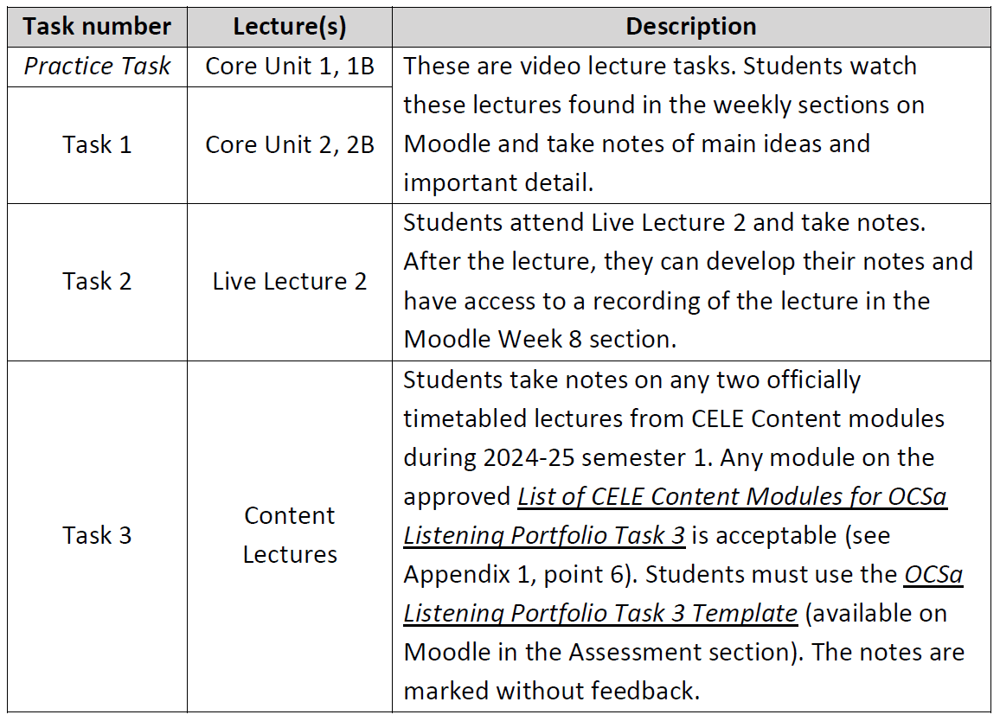 Task number Lecture(s) Description
Practice Task Core Unit 1, 1B
These are video lecture tasks. Students watch
these lectures found in the weekly sections on
Moodle and take notes of main ideas and
important detail.
Task 1 Core Unit 2, 2B
Task 2 Live Lecture 2
Students attend Live Lecture 2 and take notes.
After the lecture, they can develop their notes and
have access to a recording of the lecture in the
Moodle Week 8 section.
Task 3
Content
Lectures
Students take notes on any two officially
timetabled lectures from CELE Content modules
during 2024-25 semester 1. Any module on the
approved List of CELE Content Modules for OCSa
Listening Portfolio Task 3 is acceptable (see
Appendix 1, point 6). Students must use the OCSa
Listening Portfolio Task 3 Template (available on
Moodle in the Assessment section). The notes are
marked without feedback.